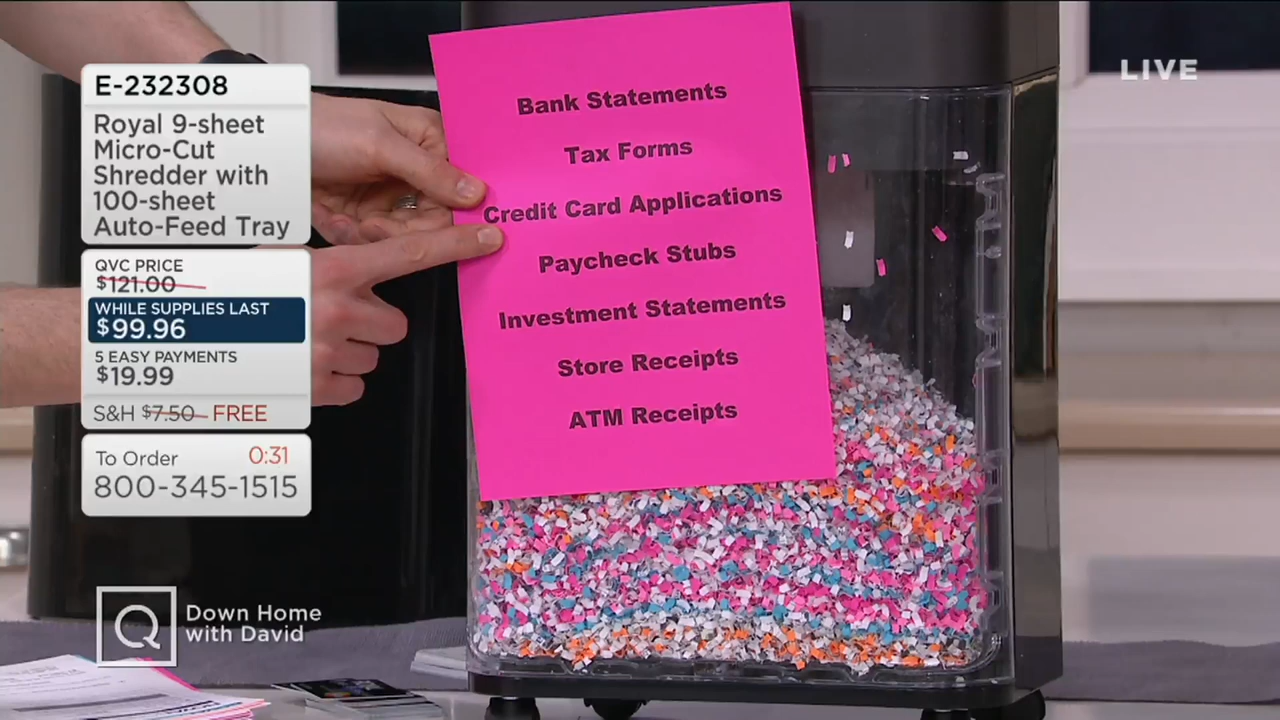 E-232308
Royal 9-sheet
Micro-Cut
Shredder with
100-sheet
Auto-Feed Tray
QVC PRICE
$121.00
WHILE SUPPLIES LAST
$99.96
5 EASY PAYMENTS
$19.99
S&H $7.50 FREE
To Order 0:31
800-345-1515
Q Down Home
with David
LIVE
Bank Statements
Tax Forms
Credit Card Applications
Paycheck Stubs
Investment Statements
Store Receipts
ATM Receipts